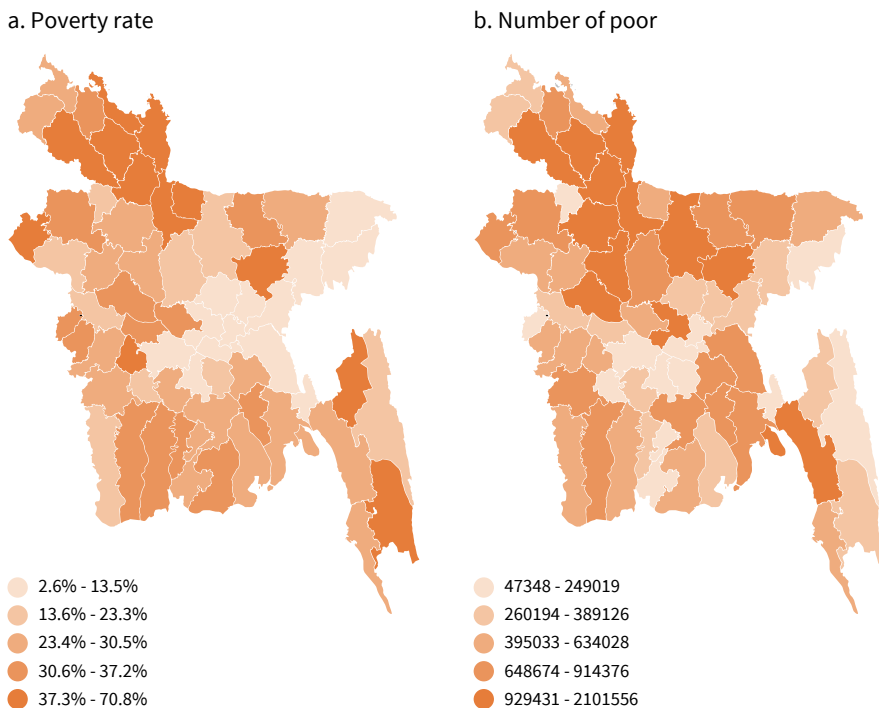 a. Poverty rate
b. Number of poor
2.6% - 13.5%
13.6% - 23.3%
23.4% - 30.5%
30.6% - 37.2%
37.3% - 70.8%
47348 - 249019
260194 - 389126
395033 - 634028
648674 - 914376
929431 - 2101556